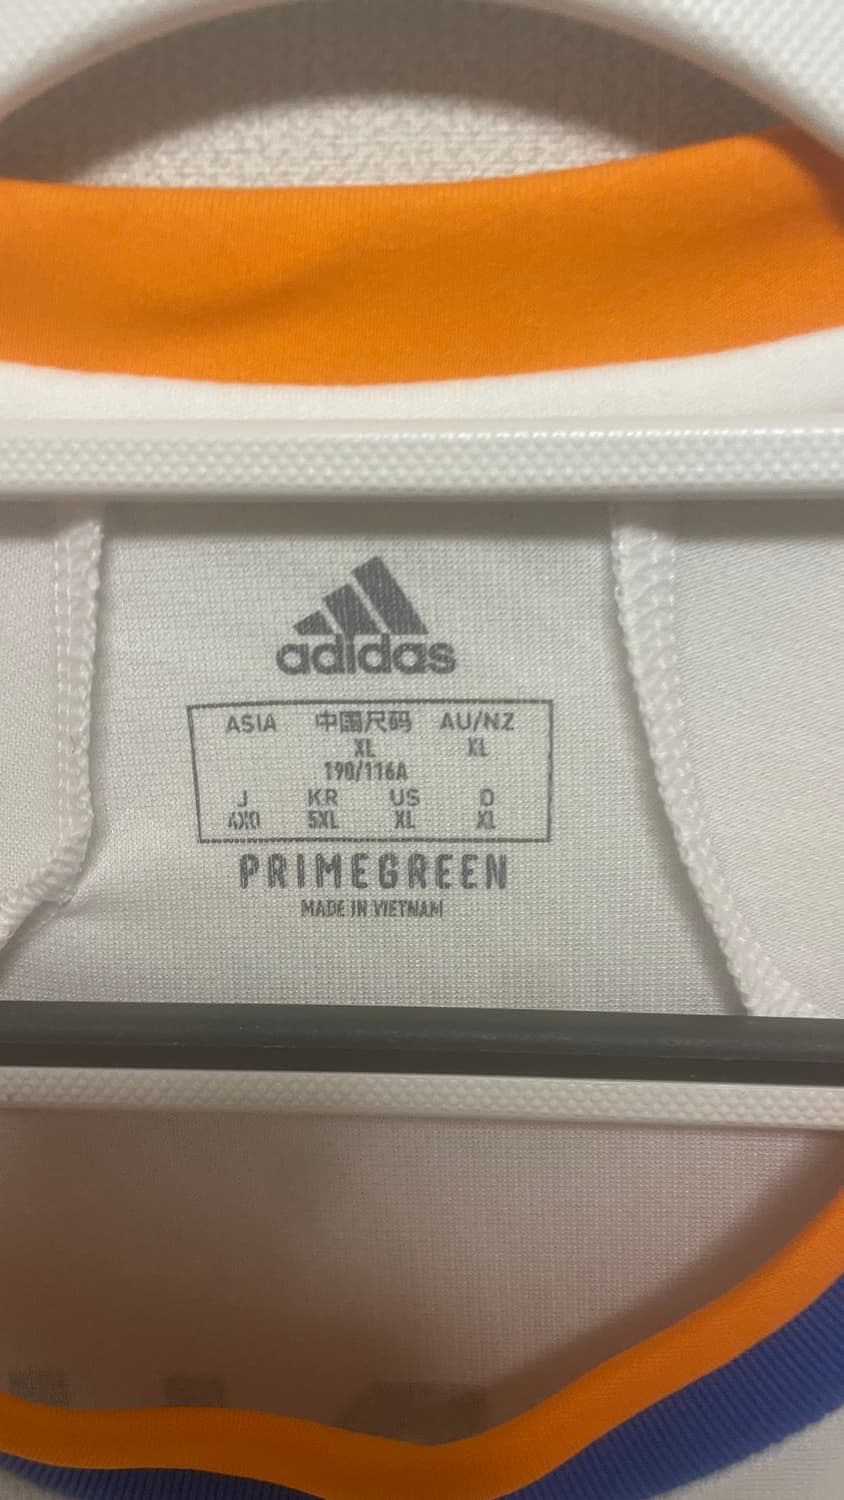 adidas
ASIA 中国尺码 AU/NZ
XL XL
190/116A
J KR US D
4XO 5XL XL XL
PRIMEGREEN
MADE IN VIETNAM